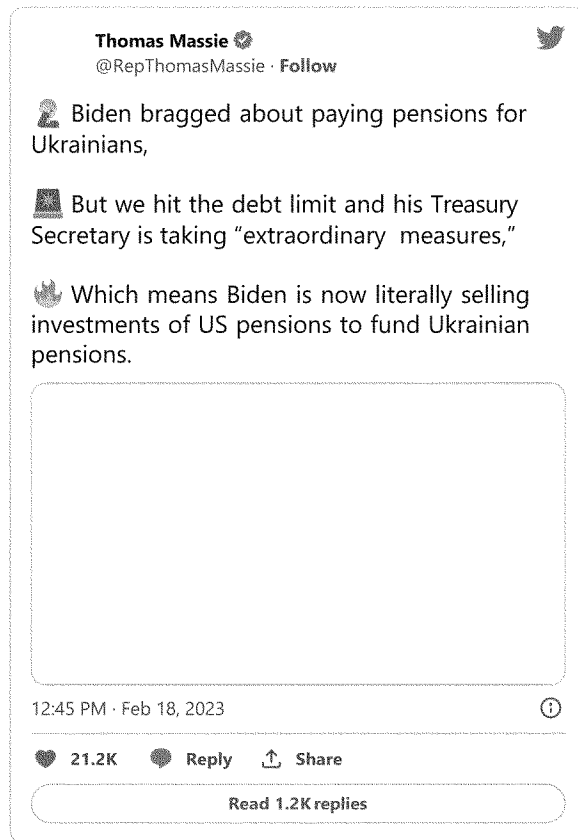 Thomas Massie
@RepThomasMassie · Follow
Biden bragged about paying pensions for
Ukrainians,
But we hit the debt limit and his Treasury
Secretary is taking “extraordinary measures,”
Which means Biden is now literally selling
investments of US pensions to fund Ukrainian
pensions.
12:45 PM · Feb 18, 2023
21.2K Reply Share
Read 1.2K replies